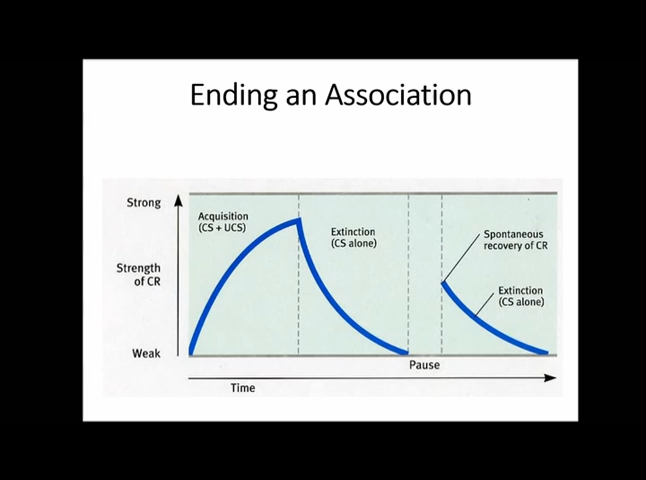 Ending an Association
Strong
Acquisition
(CS + UCS)
Extinction
(CS alone)
Spontaneous
recovery of CR
Strength
of CR
Extinction
(CS alone)
Weak
Pause
Time